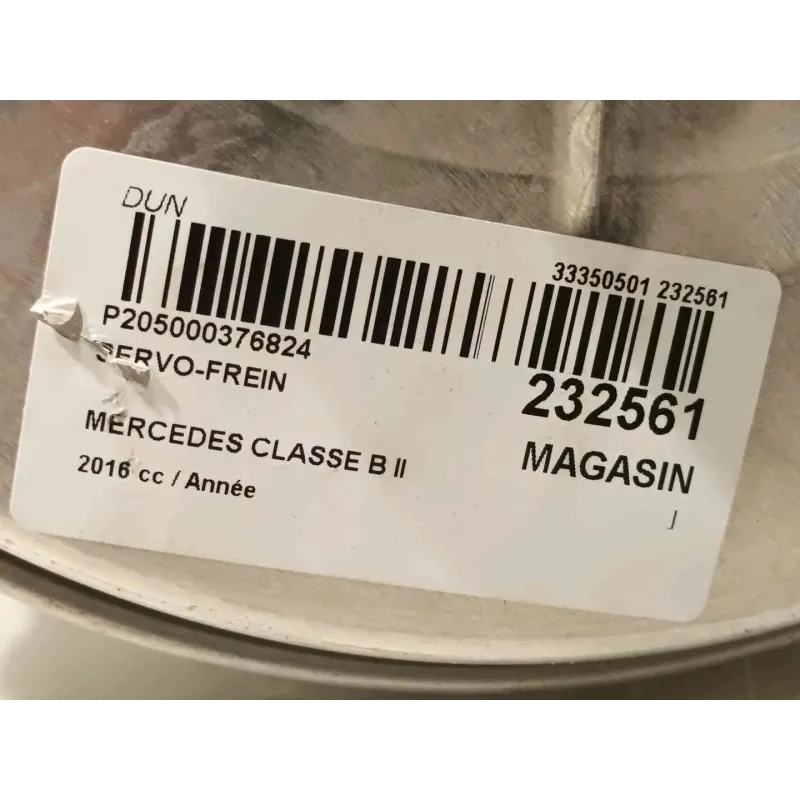 DUN
33350501 232561
P205000376824
SERVO-FREIN
232561
MERCEDES CLASSE B II
MAGASIN
2016 cc / Année
J